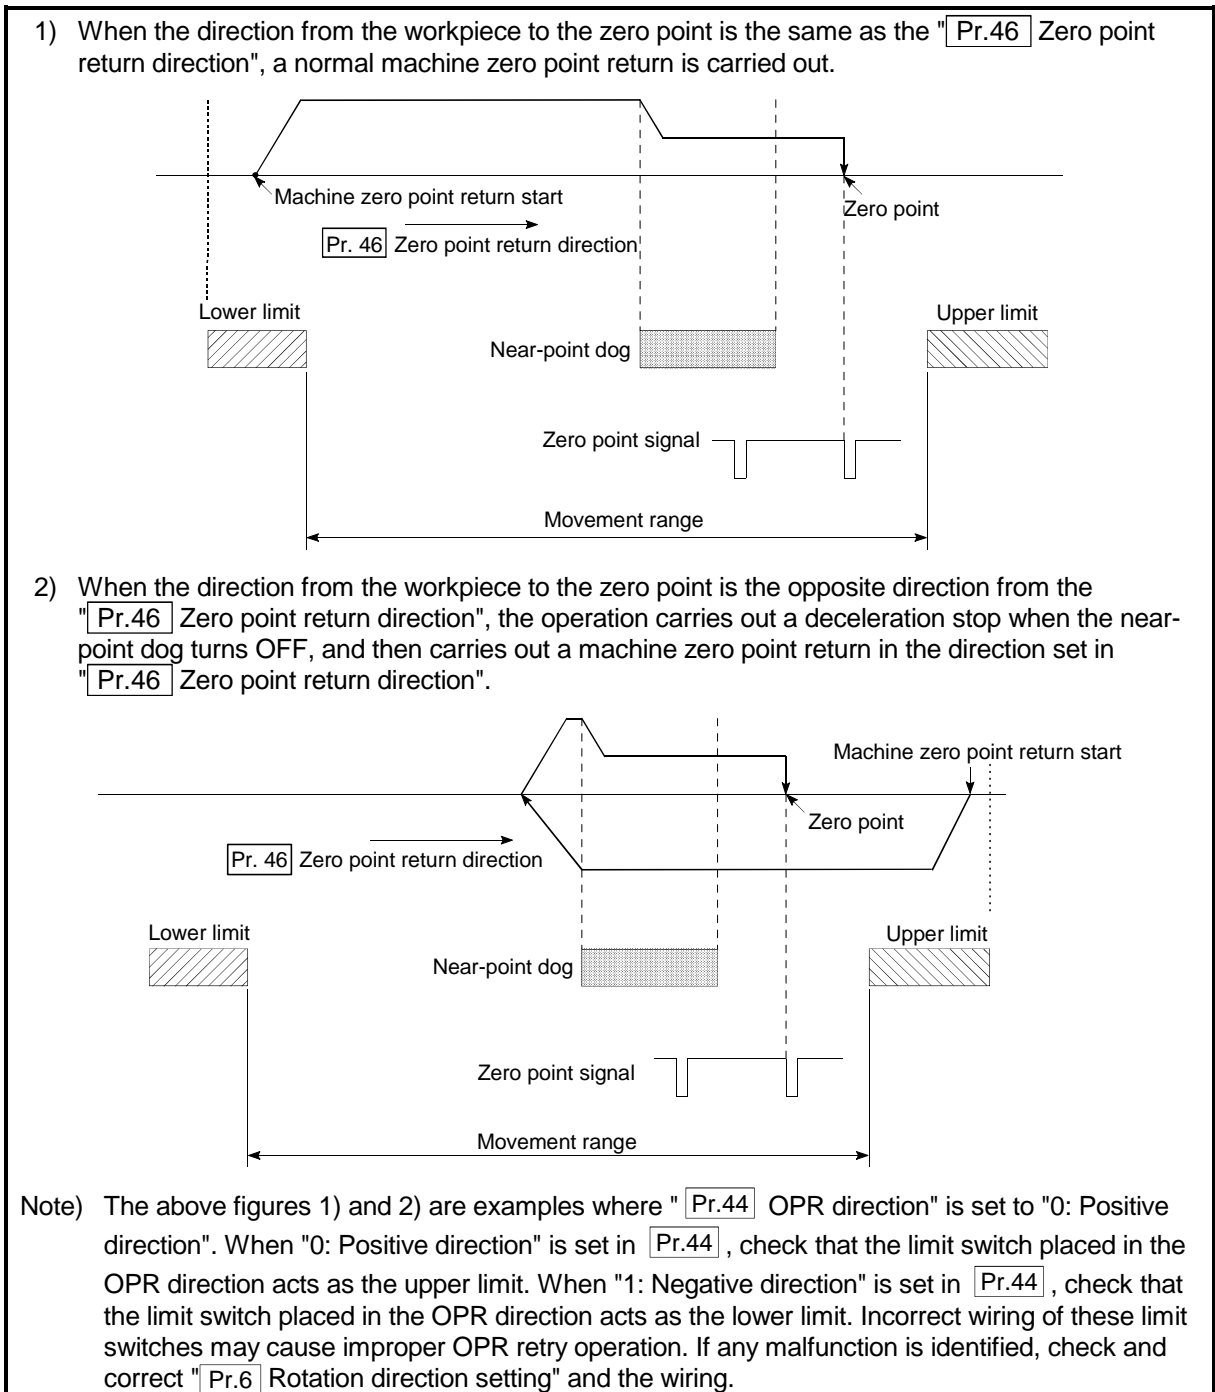 1) When the direction from the workpiece to the zero point is the same as the "Pr.46 Zero point
return direction", a normal machine zero point return is carried out.
Machine zero point return start
Zero point
Pr. 46 Zero point return direction
Lower limit
Upper limit
Near-point dog
Zero point signal
Movement range
2) When the direction from the workpiece to the zero point is the opposite direction from the
"Pr.46 Zero point return direction", the operation carries out a deceleration stop when the near-
point dog turns OFF, and then carries out a machine zero point return in the direction set in
"Pr.46 Zero point return direction".
Machine zero point return start
Zero point
Pr. 46 Zero point return direction
Lower limit
Upper limit
Near-point dog
Zero point signal
Movement range
Note) The above figures 1) and 2) are examples where " Pr.44 OPR direction" is set to "0: Positive
direction". When "0: Positive direction" is set in Pr.44 , check that the limit switch placed in the
OPR direction acts as the upper limit. When "1: Negative direction" is set in Pr.44 , check that
the limit switch placed in the OPR direction acts as the lower limit. Incorrect wiring of these limit
switches may cause improper OPR retry operation. If any malfunction is identified, check and
correct "Pr.6 Rotation direction setting" and the wiring.